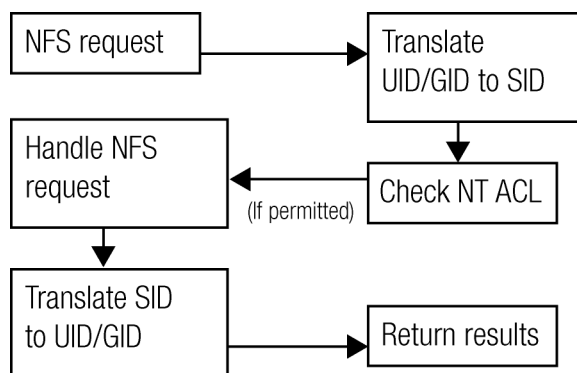 NFS request
Translate
UID/GID to SID
Handle NFS
request
Check NT ACL
(If permitted)
Translate SID
to UID/GID
Return results